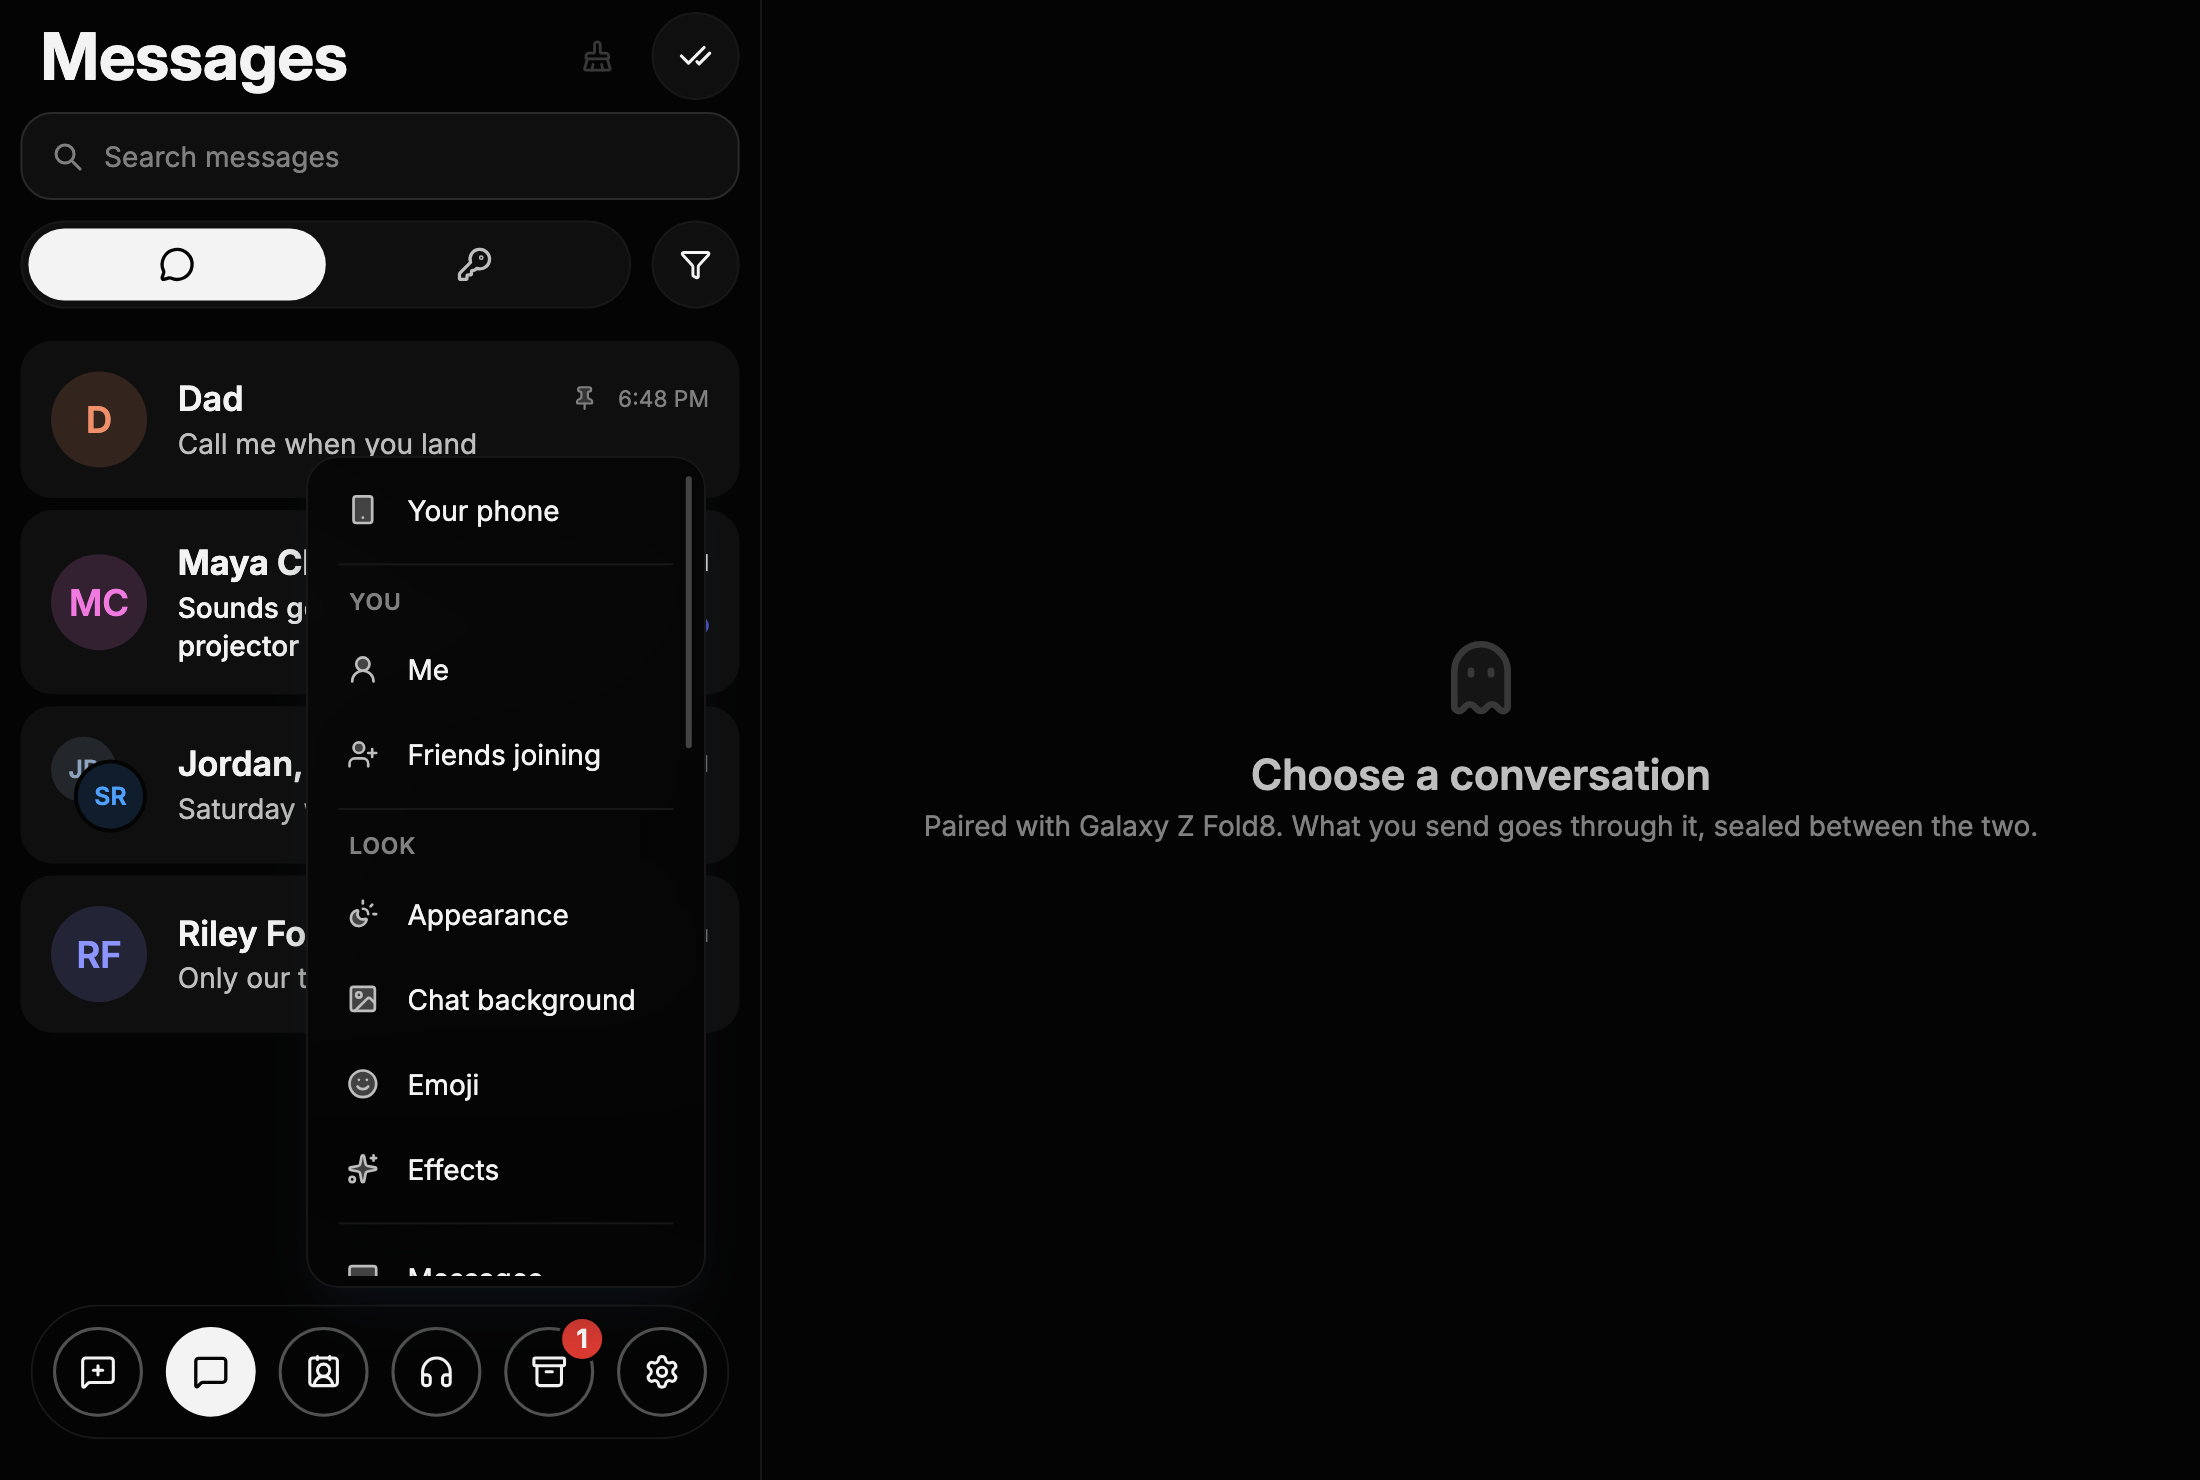 Messages
Search messages
Dad
6:48 PM
Call me when you land
MC
Maya
Sounds
projector
SR
Jordan,
Saturday
RF
Riley
Only our
D
Your phone
YOU
Me
Friends joining
LOOK
Appearance
Chat background
Emoji
Effects
Messages
1
Choose a conversation
Paired with Galaxy Z Fold8. What you send goes through it, sealed between the two.